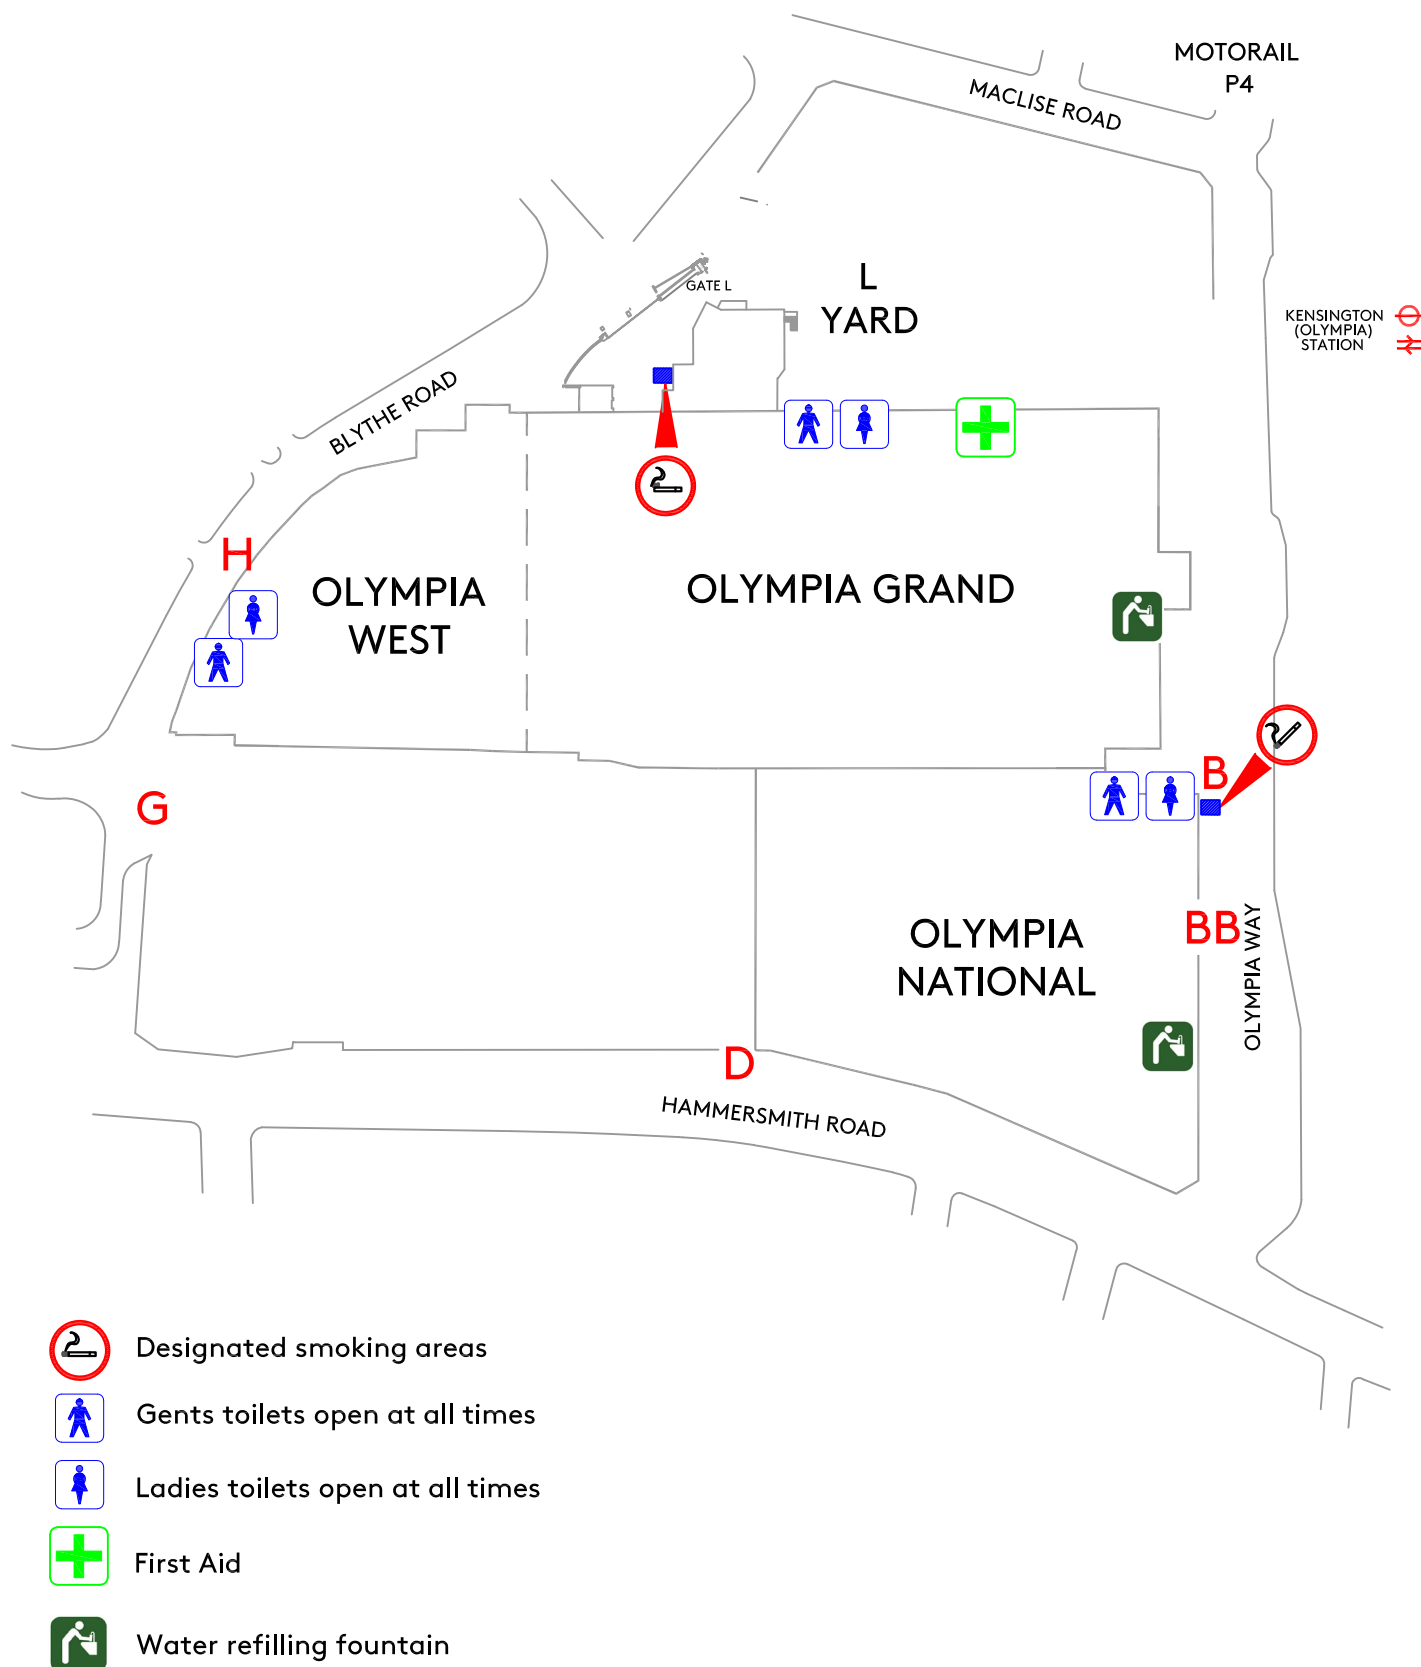 MOTORAIL
P4
MACLISE ROAD
GATE L
L
YARD
KENSINGTON
(OLYMPIA)
STATION
BLYTHE ROAD
H
OLYMPIA
WEST
OLYMPIA GRAND
B
G
OLYMPIA
NATIONAL
BB
OLYMPIA WAY
D
HAMMERSMITH ROAD
Designated smoking areas
Gents toilets open at all times
Ladies toilets open at all times
First Aid
Water refilling fountain